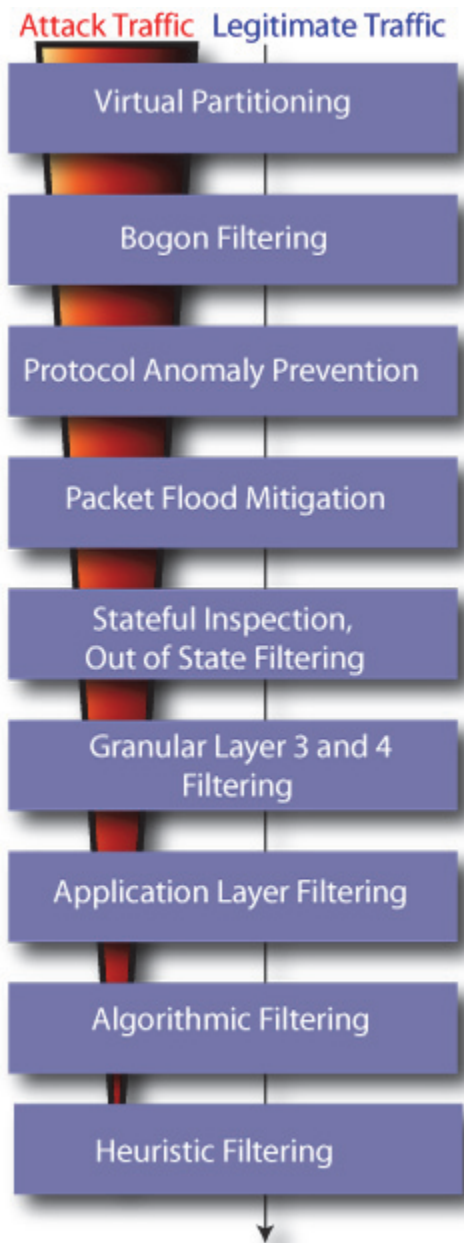 Attack Traffic Legitimate Traffic
Virtual Partitioning
Bogon Filtering
Protocol Anomaly Prevention
Packet Flood Mitigation
Stateful Inspection,
Out of State Filtering
Granular Layer 3 and 4
Filtering
Application Layer Filtering
Algorithmic Filtering
Heuristic Filtering